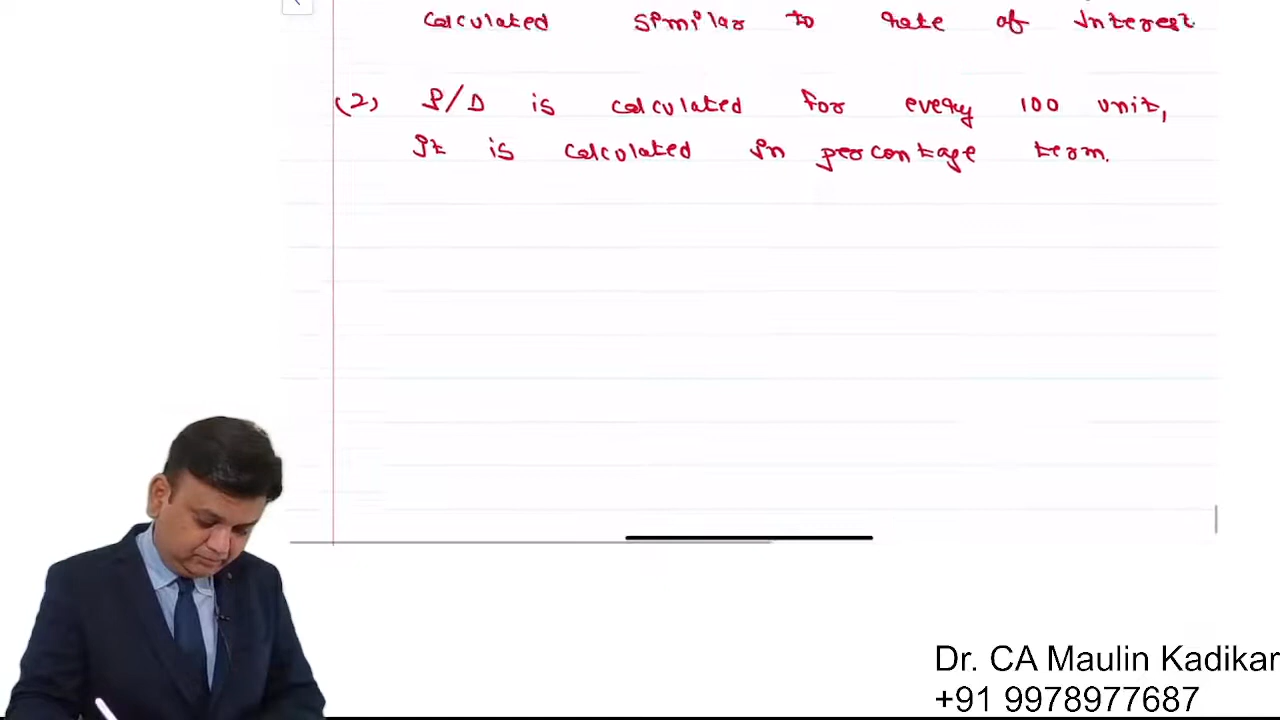 calculated similar to rate of interest
(2) P/D is calculated for every 100 unit,
It is calculated in percentage term.
Dr. CA Maulin Kadikar
+91 9978977687